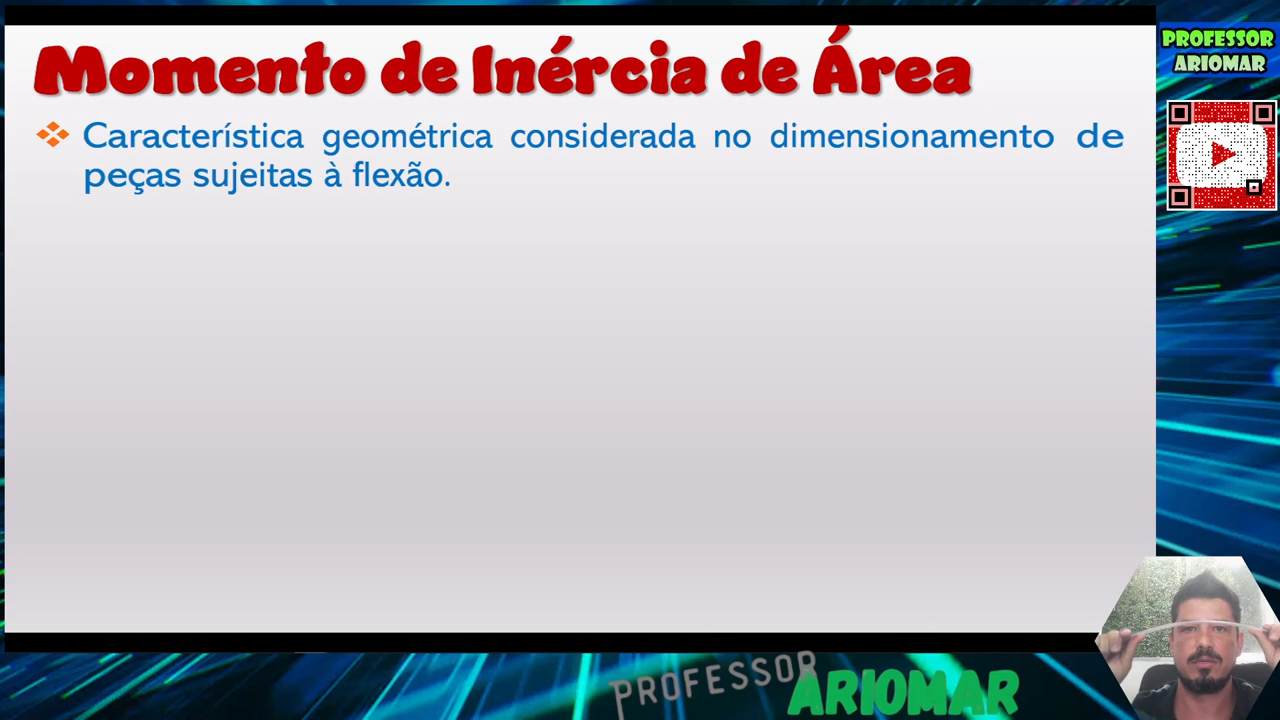 Momento de Inércia de Área
Característica geométrica considerada no dimensionamento de
peças sujeitas à flexão.
PROFESSOR
ARIOMAR
PROFESSOR
ARIOMAR